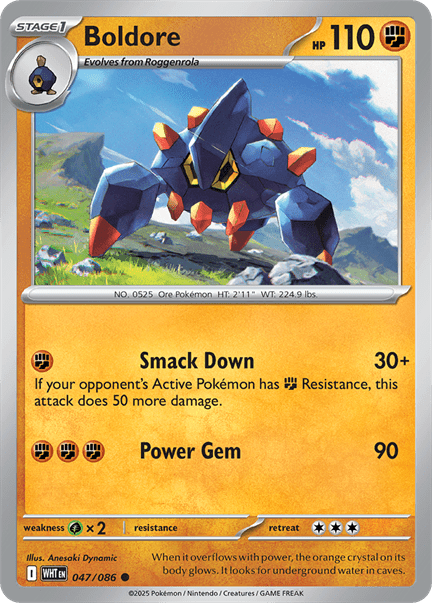 STAGE 1
Boldore
HP 110
Evolves from Roggenrola
NO. 0525 Ore Pokémon HT: 2'11" WT: 224.9 lbs.
Smack Down 30+
If your opponent's Active Pokémon has Resistance, this
attack does 50 more damage.
Power Gem 90
weakness ×2 resistance retreat
Illus. Anesaki Dynamic
I WHT EN 047/086
When it overflows with power, the orange crystal on its
body glows. It looks for underground water in caves.
©2025 Pokémon / Nintendo / Creatures / GAME FREAK